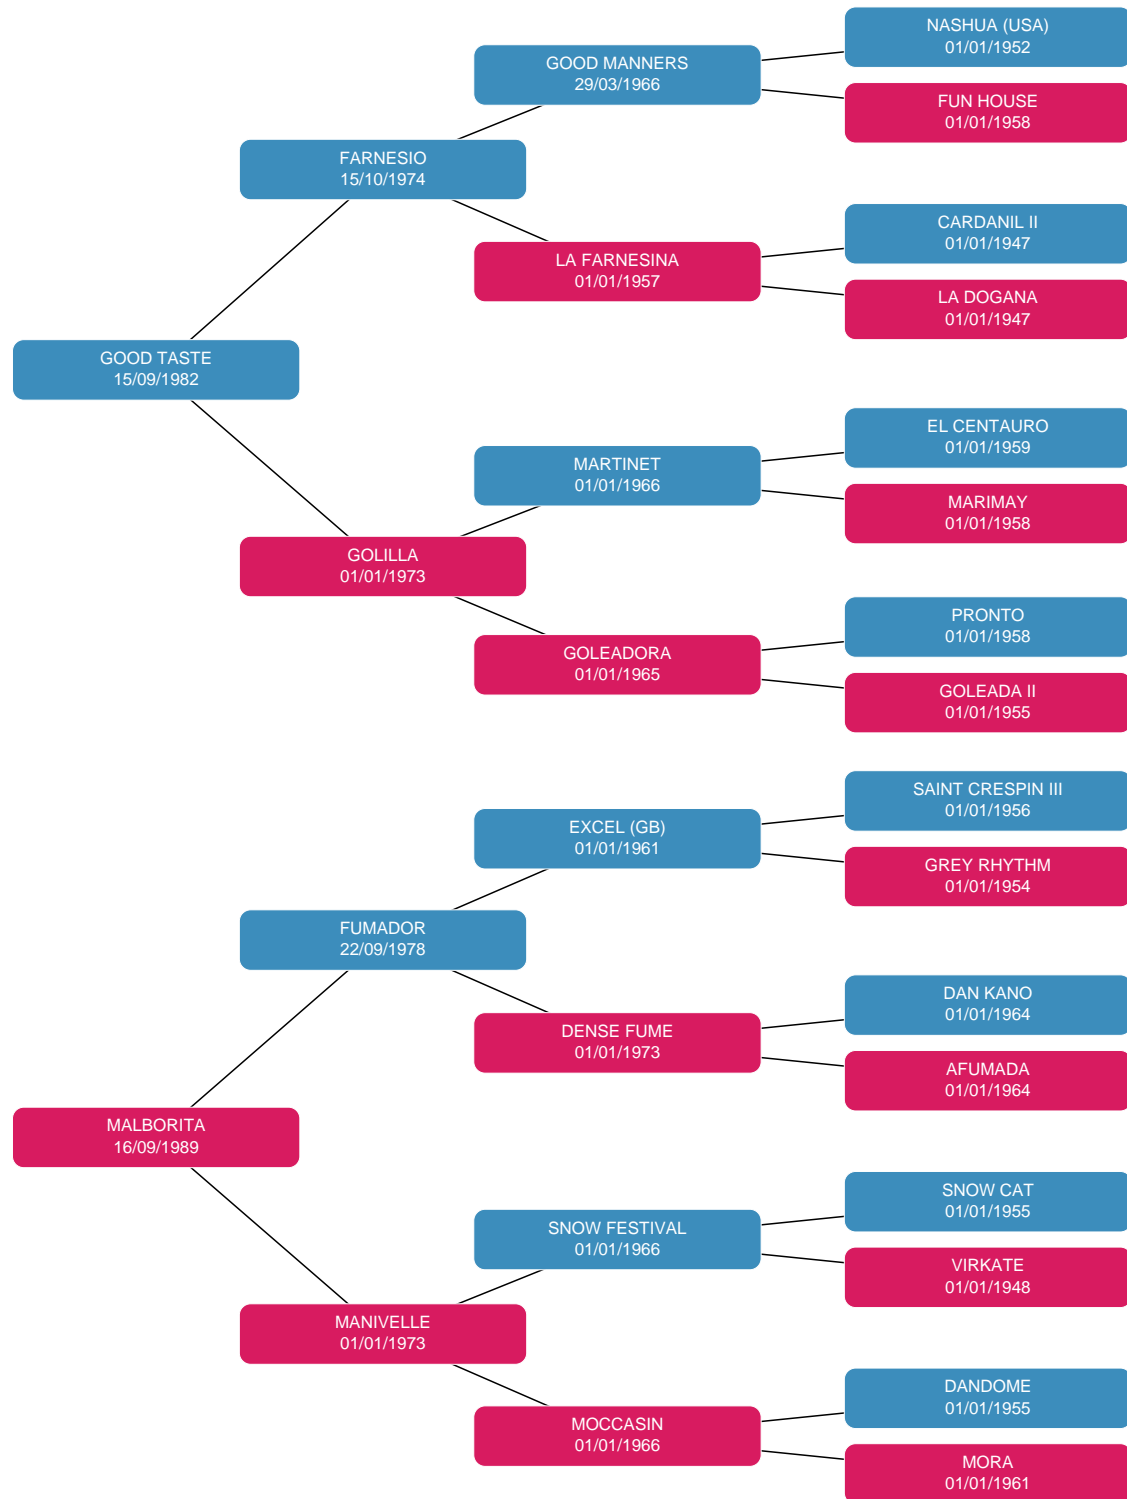 NASHUA (USA)
01/01/1952
GOOD MANNERS
29/03/1966
FUN HOUSE
01/01/1958
FARNESIO
15/10/1974
CARDANIL II
01/01/1947
LA FARNESINA
01/01/1957
LA DOGANA
01/01/1947
GOOD TASTE
15/09/1982
EL CENTAURO
01/01/1959
MARTINET
01/01/1966
MARIMAY
01/01/1958
GOLILLA
01/01/1973
PRONTO
01/01/1958
GOLEADORA
01/01/1965
GOLEADA II
01/01/1955
SAINT CRESPIN III
01/01/1956
EXCEL (GB)
01/01/1961
GREY RHYTHM
01/01/1954
FUMADOR
22/09/1978
DAN KANO
01/01/1964
DENSE FUME
01/01/1973
AFUMADA
01/01/1964
MALBORITA
16/09/1989
SNOW CAT
01/01/1955
SNOW FESTIVAL
01/01/1966
VIRKATE
01/01/1948
MANIVELLE
01/01/1973
DANDOME
01/01/1955
MOCCASIN
01/01/1966
MORA
01/01/1961